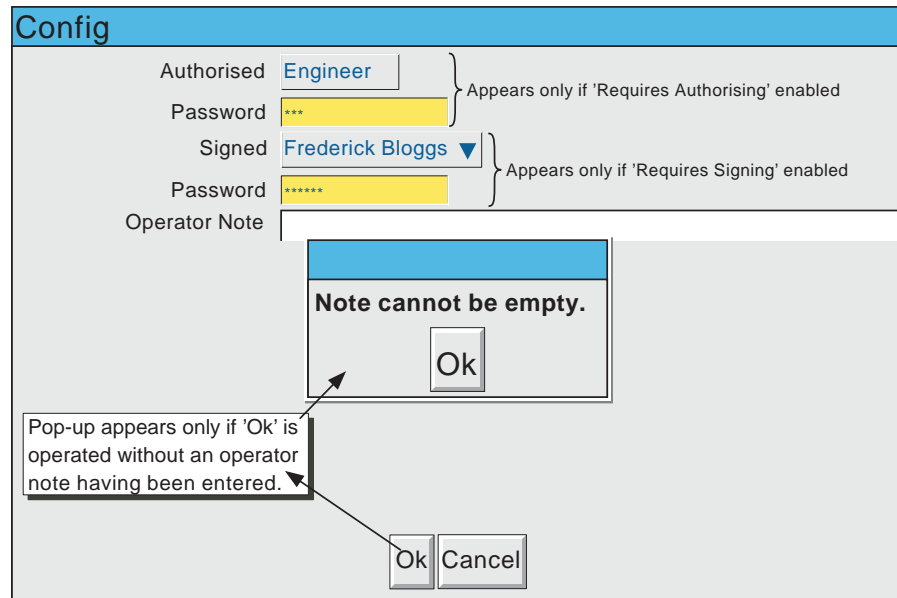 Config
Authorised Engineer
Appears only if 'Requires Authorising' enabled
Password ***
Signed Frederick Bloggs ▼
Appears only if 'Requires Signing' enabled
Password ******
Operator Note
Note cannot be empty.
Ok
Pop-up appears only if 'Ok' is
operated without an operator
note having been entered.
Ok Cancel